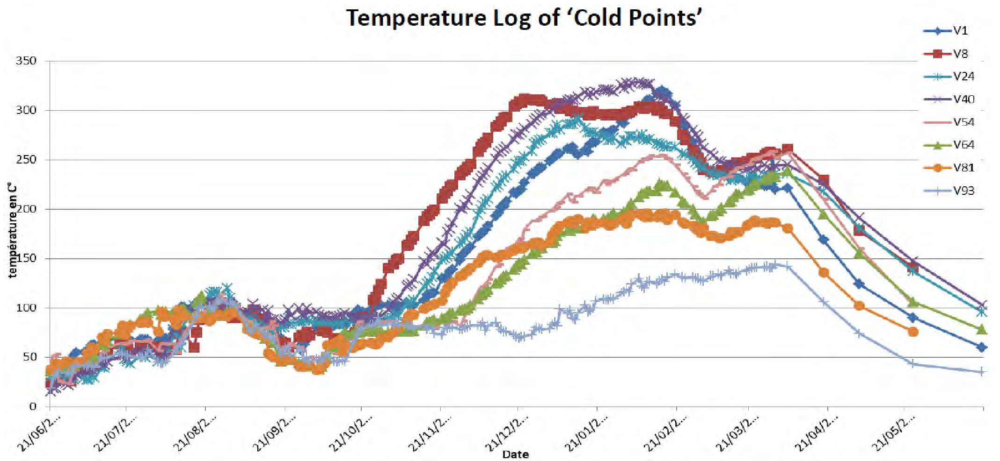 Temperature Log of ‘Cold Points’
V1
V8
V24
V40
V54
V64
V81
V93
350
300
250
200
150
100
50
0
température en C°
21/06/2...
21/07/2...
21/08/2...
21/09/2...
21/10/2...
21/11/2...
21/12/2...
21/01/2...
21/02/2...
21/03/2...
21/04/2...
21/05/2...
Date